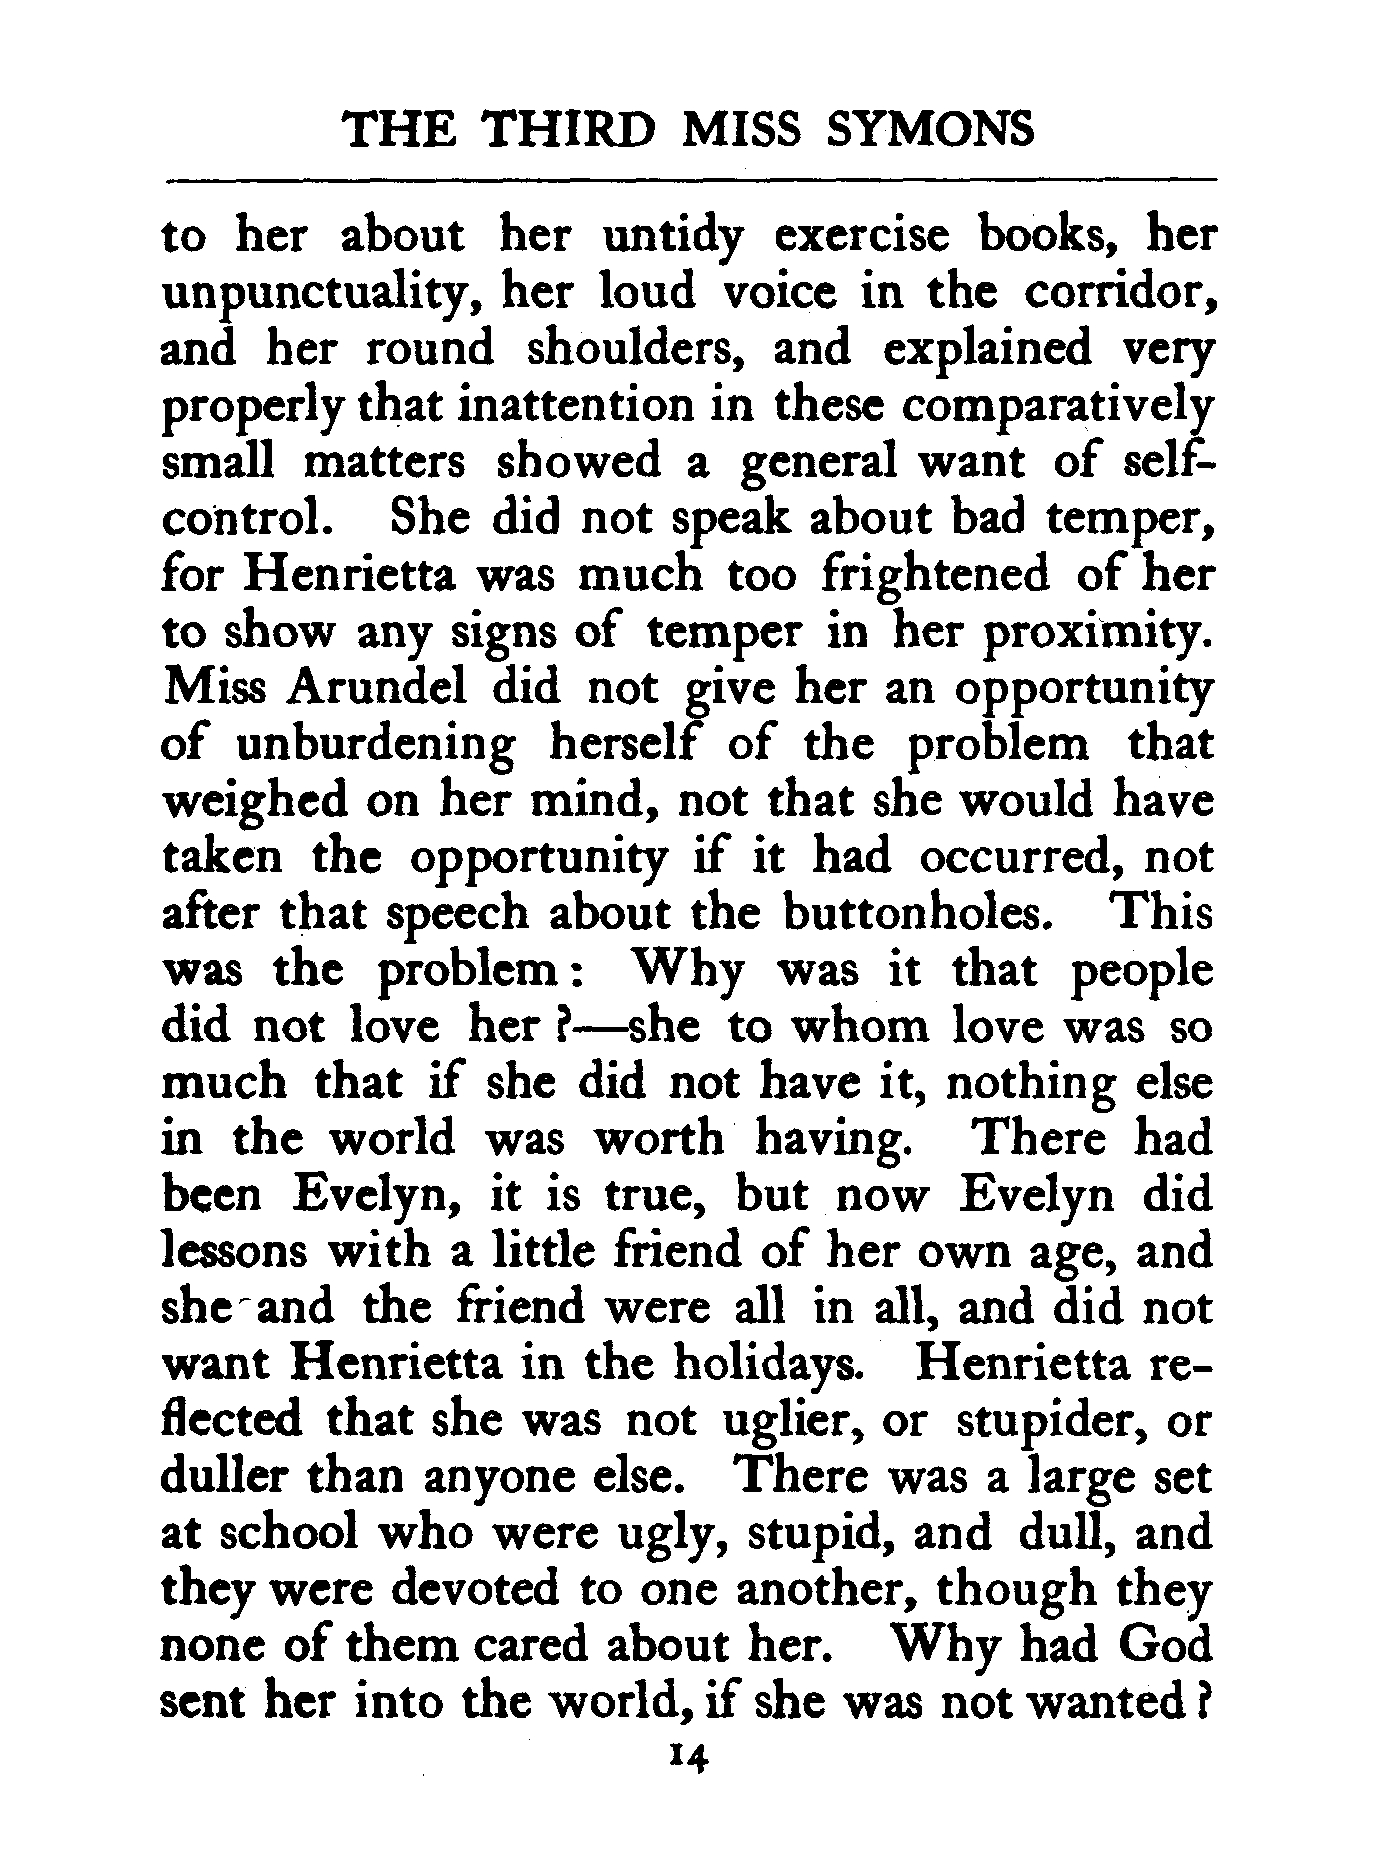 THE THIRD MISS SYMONS
to her about her untidy exercise books, her
unpunctuality, her loud voice in the corridor,
and her round shoulders, and explained very
properly that inattention in these comparatively
small matters showed a general want of self-
control. She did not speak about bad temper,
for Henrietta was much too frightened of her
to show any signs of temper in her proximity.
Miss Arundel did not give her an opportunity
of unburdening herself of the problem that
weighed on her mind, not that she would have
taken the opportunity if it had occurred, not
after that speech about the buttonholes. This
was the problem : Why was it that people
did not love her ?—she to whom love was so
much that if she did not have it, nothing else
in the world was worth having. There had
been Evelyn, it is true, but now Evelyn did
lessons with a little friend of her own age, and
she and the friend were all in all, and did not
want Henrietta in the holidays. Henrietta re-
flected that she was not uglier, or stupider, or
duller than anyone else. There was a large set
at school who were ugly, stupid, and dull, and
they were devoted to one another, though they
none of them cared about her. Why had God
sent her into the world, if she was not wanted ?
14